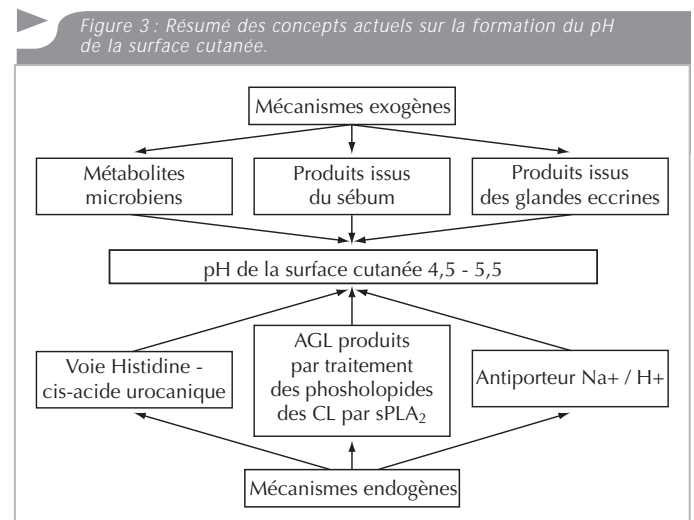 Figure 3 : Résumé des concepts actuels sur la formation du pH
de la surface cutanée.
Mécanismes exogènes
Métabolites
microbiens
Produits issus
du sébum
Produits issus
des glandes eccrines
pH de la surface cutanée 4,5 - 5,5
Voie Histidine -
cis-acide urocanique
AGL produits
par traitement
des phosholopides
des CL par sPLA₂
Antiporteur Na+ / H+
Mécanismes endogènes